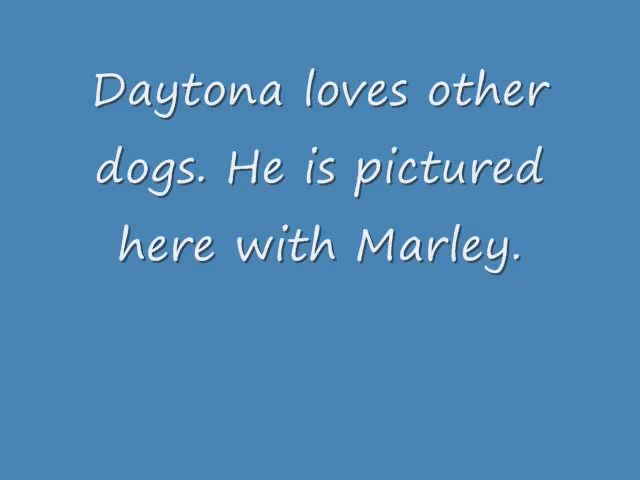 Daytona loves other
dogs. He is pictured
here with Marley.